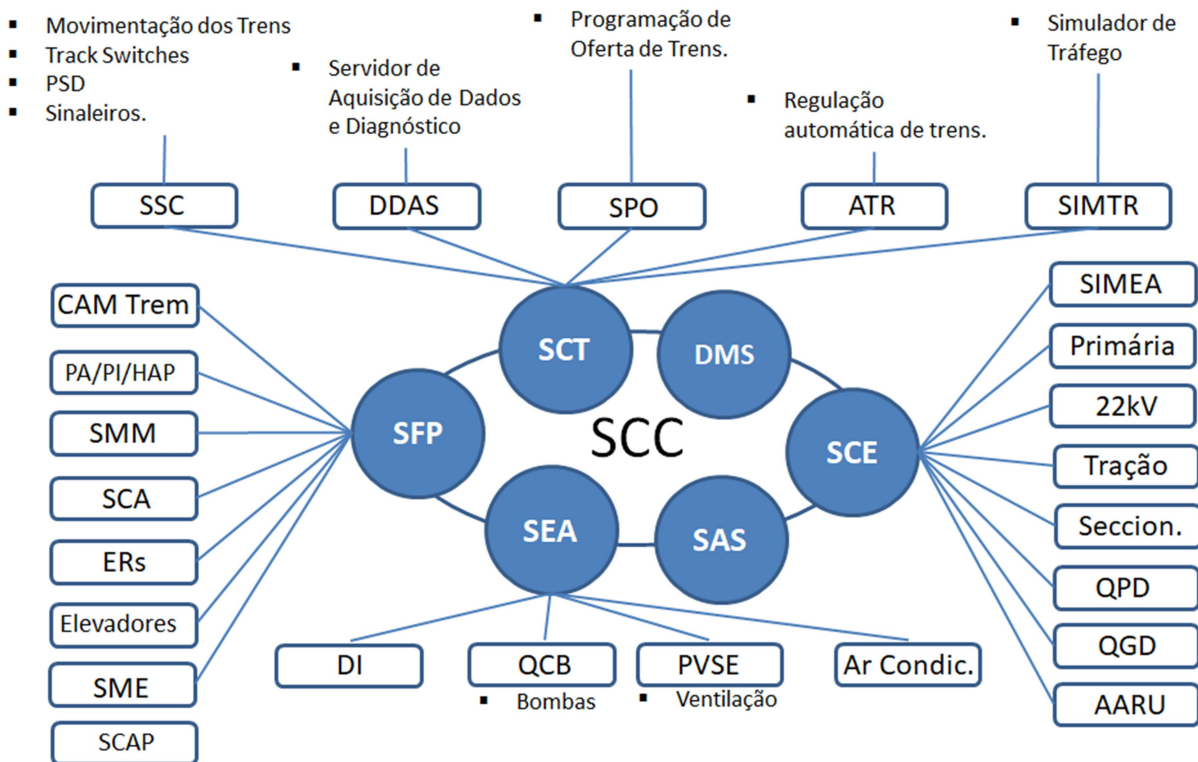 ▪ Movimentação dos Trens
▪ Track Switches
▪ PSD
▪ Sinaleiros.
▪ Servidor de
Aquisição de Dados
e Diagnóstico
▪ Programação de
Oferta de Trens.
▪ Regulação
automática de trens.
▪ Simulador de
Tráfego
SSC
DDAS
SPO
ATR
SIMTR
CAM Trem
PA/PI/HAP
SMM
SCA
ERs
Elevadores
SME
SCAP
SCT
DMS
SFP
SCC
SCE
SEA
SAS
SIMEA
Primária
22kV
Tração
Seccion.
QPD
QGD
AARU
DI
QCB
▪ Bombas
PVSE
▪ Ventilação
Ar Condic.